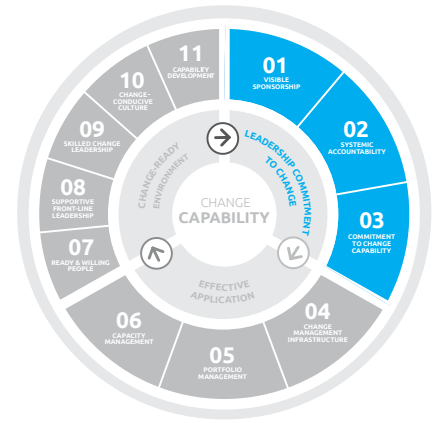 01
VISIBLE
SPONSORSHIP
02
SYSTEMIC
ACCOUNTABILITY
03
COMMITMENT
TO CHANGE
CAPABILITY
04
CHANGE
MANAGEMENT
INFRASTRUCTURE
05
PORTFOLIO
MANAGEMENT
06
CAPACITY
MANAGEMENT
07
READY & WILLING
PEOPLE
08
SUPPORTIVE
FRONT-LINE
LEADERSHIP
09
SKILLED CHANGE
LEADERSHIP
10
CHANGE-
CONDUCIVE
CULTURE
11
CAPABILITY
DEVELOPMENT
LEADERSHIP COMMITMENT
TO CHANGE
EFFECTIVE
APPLICATION
CHANGE-READY
ENVIRONMENT
CHANGE
CAPABILITY